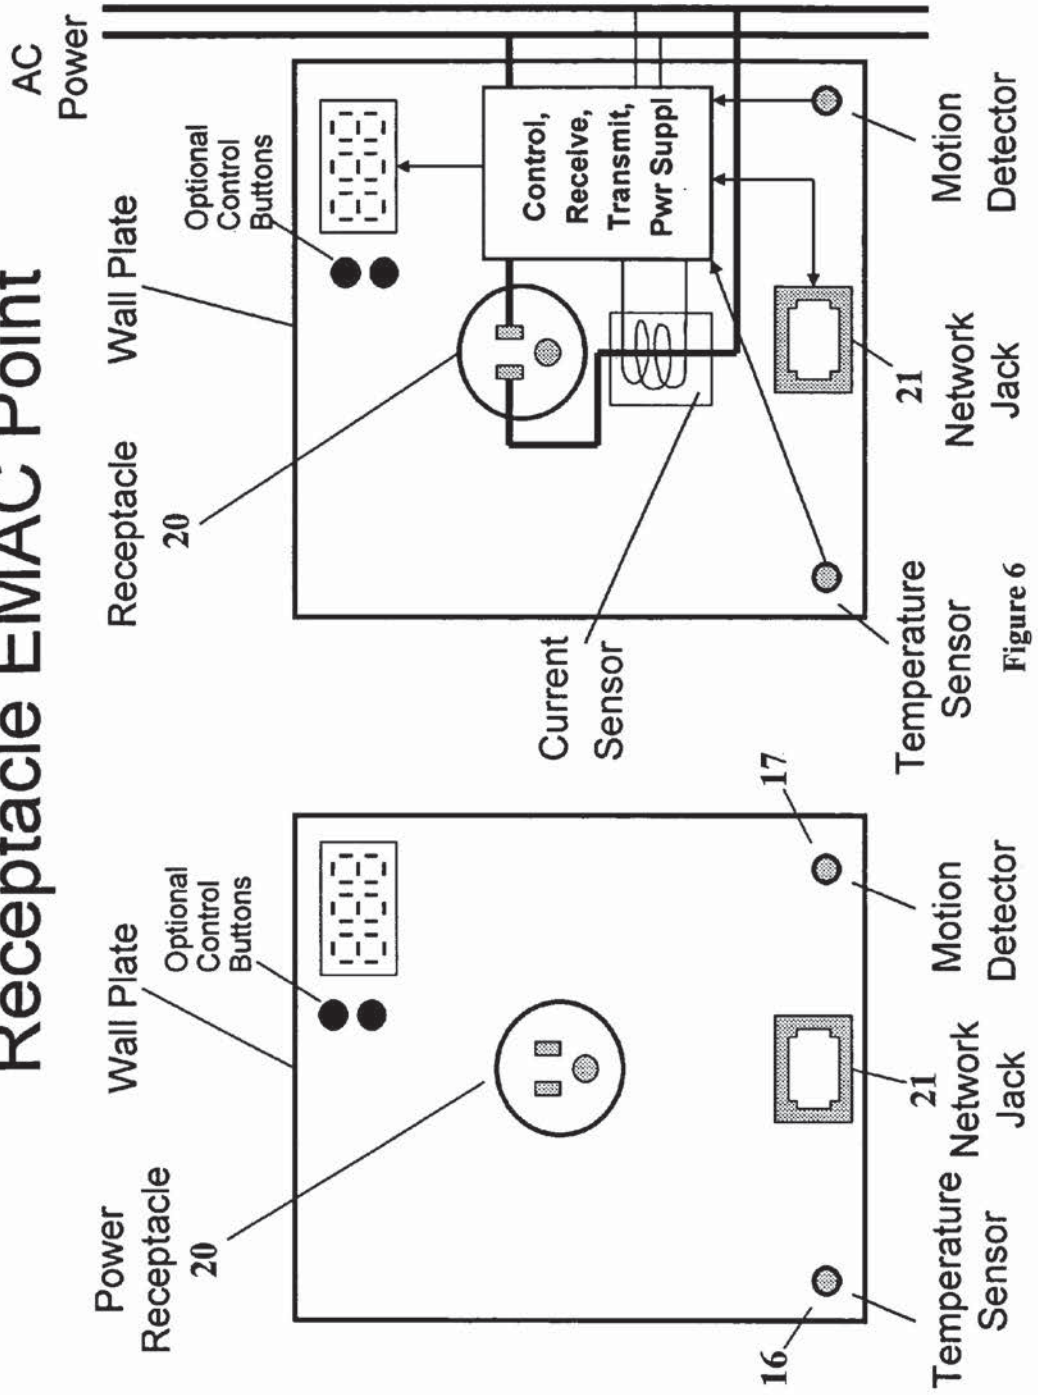 Receptacle EMAC Point
Power
Receptacle
20
Wall Plate
Optional
Control
Buttons
16
Temperature
Sensor
21
Network
Jack
Motion
Detector
17
Receptacle
20
Wall Plate
Optional
Control
Buttons
AC
Power
Control,
Receive,
Transmit,
Pwr Suppl
Current
Sensor
Temperature
Sensor
21
Network
Jack
Motion
Detector
Figure 6